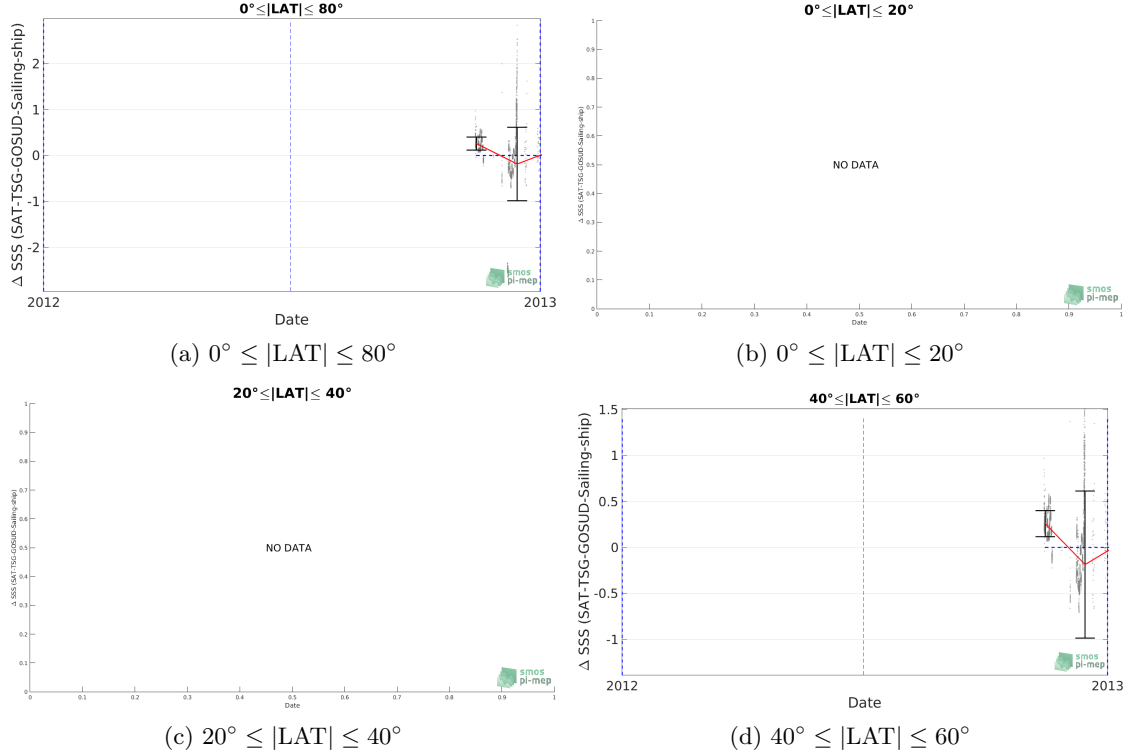 0°≤|LAT|≤ 80°
Δ SSS (SAT-TSG-GOSUD-Sailing-ship)
2
1
0
-1
-2
2012
2013
Date
smos
pi-mep
(a) 0° ≤ |LAT| ≤ 80°
0°≤|LAT|≤ 20°
Δ SSS (SAT-TSG-GOSUD-Sailing-ship)
1
0.9
0.8
0.7
0.6
0.5
0.4
0.3
0.2
0.1
0
NO DATA
0 0.1 0.2 0.3 0.4 0.5 0.6 0.7 0.8 0.9 1
Date
smos
pi-mep
(b) 0° ≤ |LAT| ≤ 20°
20°≤|LAT|≤ 40°
Δ SSS (SAT-TSG-GOSUD-Sailing-ship)
1
0.9
0.8
0.7
0.6
0.5
0.4
0.3
0.2
0.1
0
NO DATA
0 0.1 0.2 0.3 0.4 0.5 0.6 0.7 0.8 0.9 1
Date
smos
pi-mep
(c) 20° ≤ |LAT| ≤ 40°
40°≤|LAT|≤ 60°
Δ SSS (SAT-TSG-GOSUD-Sailing-ship)
1.5
1
0.5
0
-0.5
-1
2012
2013
Date
smos
pi-mep
(d) 40° ≤ |LAT| ≤ 60°